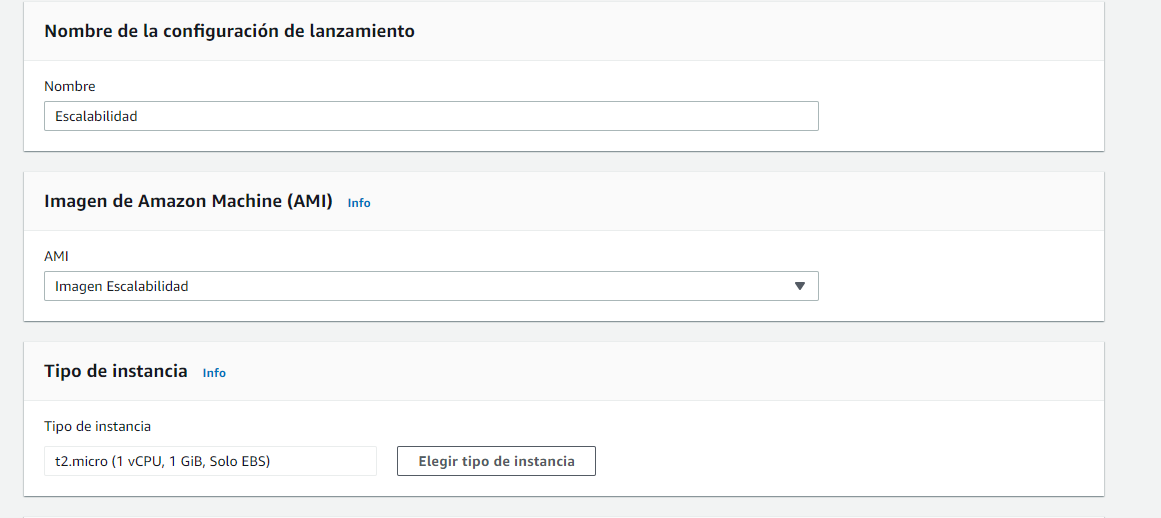 Nombre de la configuración de lanzamiento
Nombre
Escalabilidad
Imagen de Amazon Machine (AMI) Info
AMI
Imagen Escalabilidad
Tipo de instancia Info
Tipo de instancia
t2.micro (1 vCPU, 1 GiB, Solo EBS) Elegir tipo de instancia